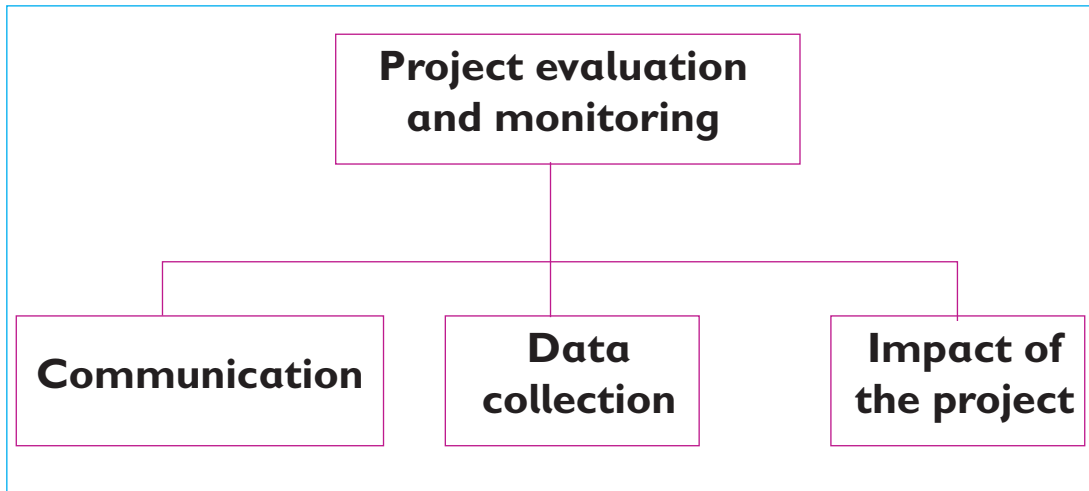 Project evaluation
and monitoring
Communication
Data
collection
Impact of
the project